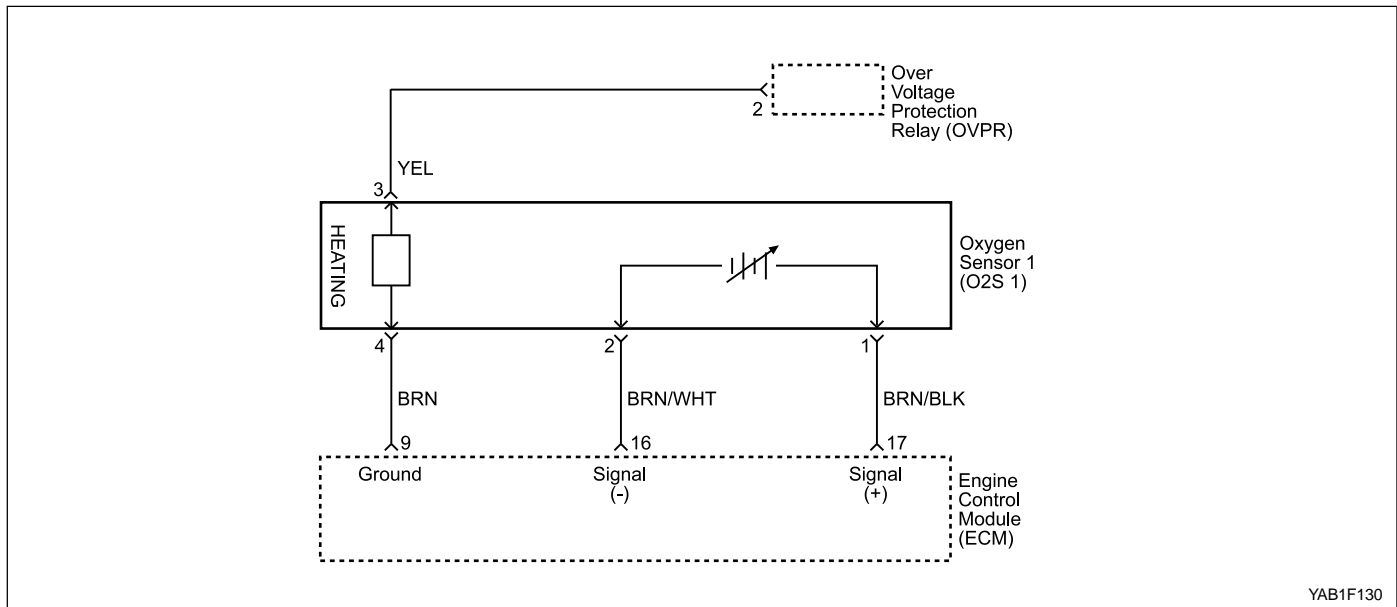 Over
Voltage
Protection
Relay (OVPR)
2
YEL
3
HEATING
Oxygen
Sensor 1
(O2S 1)
4
2
1
BRN
BRN/WHT
BRN/BLK
9
16
17
Ground
Signal
(-)
Signal
(+)
Engine
Control
Module
(ECM)
YAB1F130